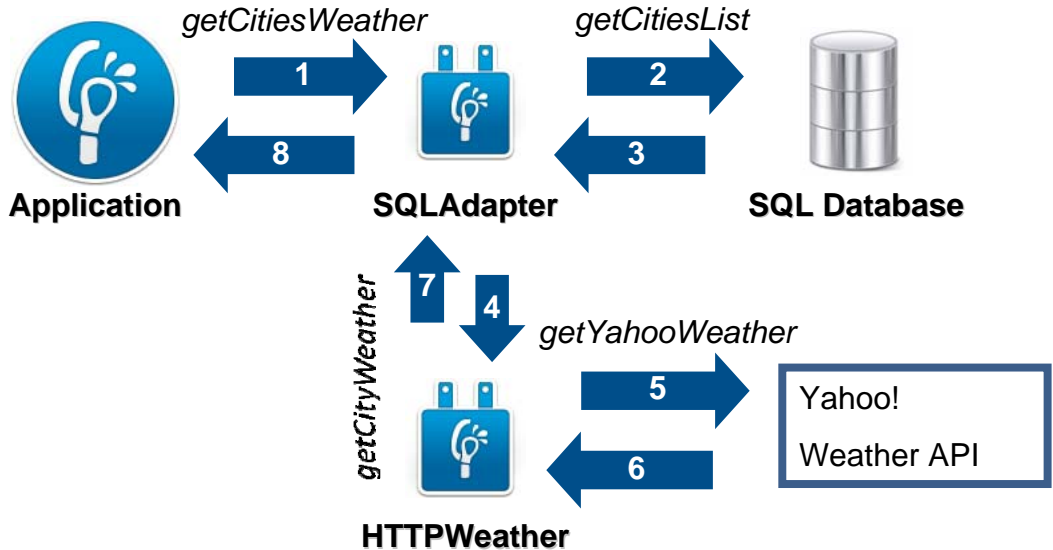 getCitiesWeather
getCitiesList
1
2
8
3
Application
SQLAdapter
SQL Database
7
4
getCityWeather
getYahooWeather
5
Yahoo!
Weather API
6
HTTPWeather